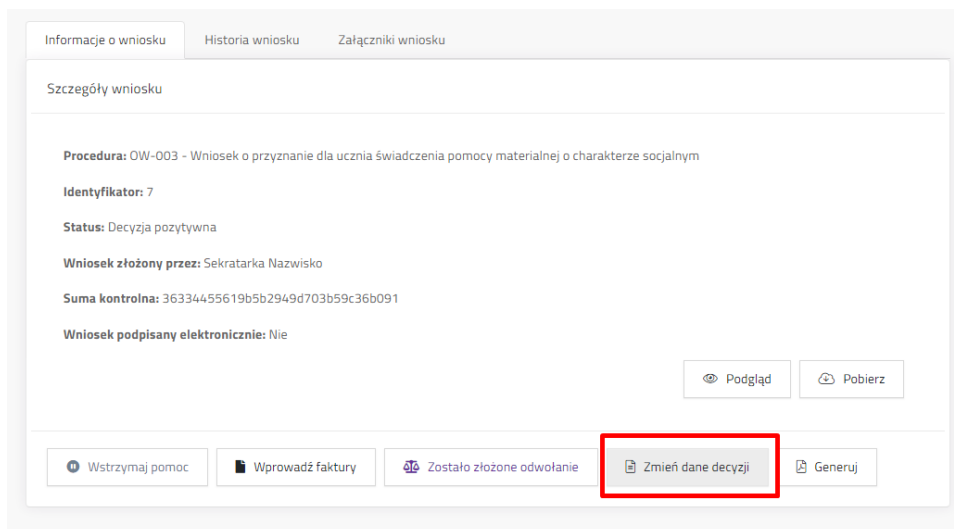 Informacje o wniosku Historia wniosku Załączniki wniosku
Szczegóły wniosku
Procedura: OW-003 - Wniosek o przyznanie dla ucznia świadczenia pomocy materialnej o charakterze socjalnym
Identyfikator: 7
Status: Decyzja pozytywna
Wniosek złożony przez: Sekratarka Nazwisko
Suma kontrolna: 36334455619b5b2949d703b59c36b091
Wniosek podpisany elektronicznie: Nie
Podgląd Pobierz
Wstrzymaj pomoc Wprowadź faktury Zostało złożone odwołanie Zmień dane decyzji Generuj